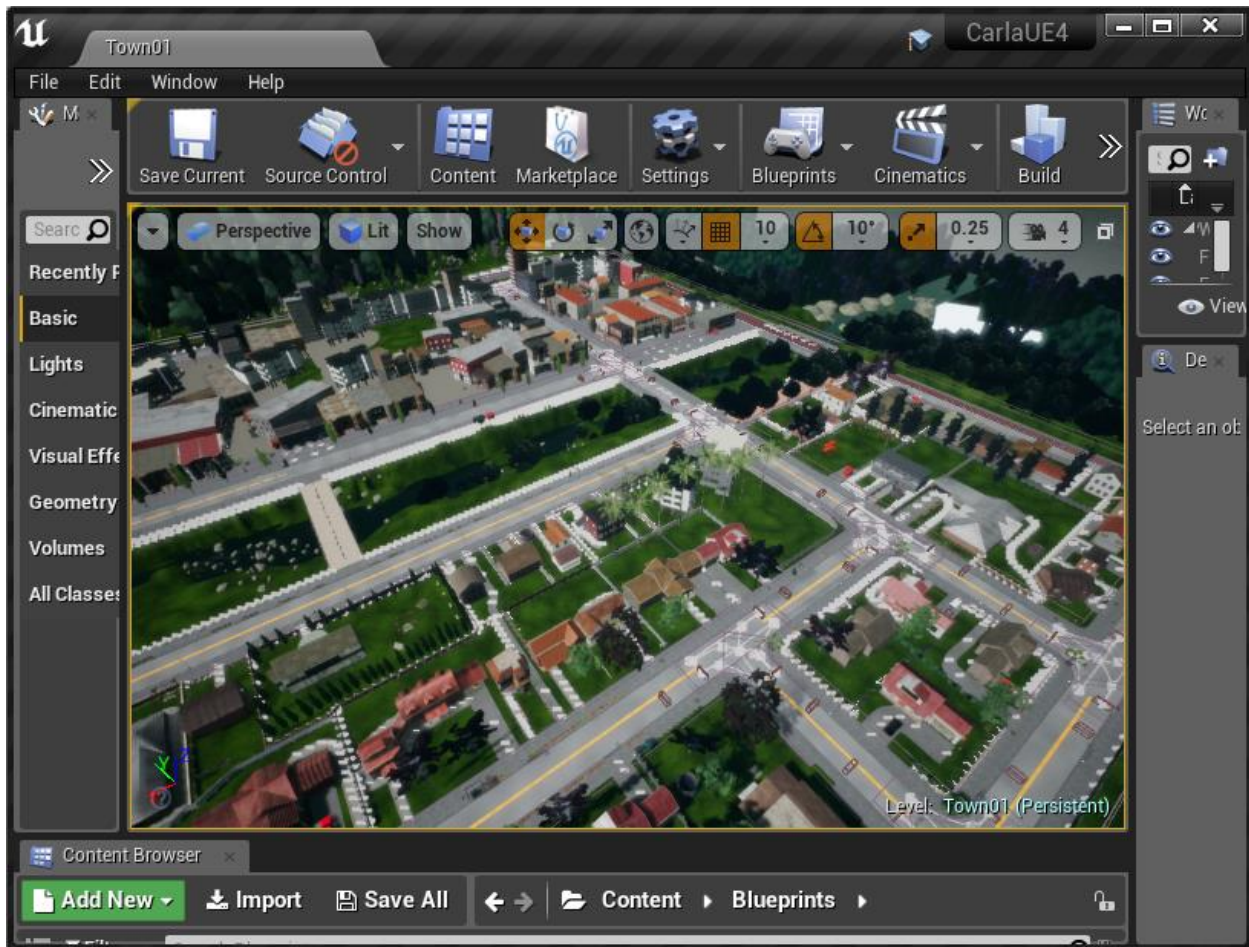 Town01
CarlaUE4
File Edit Window Help
M
Wc
Save Current Source Control Content Marketplace Settings Blueprints Cinematics Build
Searc
Perspective Lit Show 10 10° 0.25 4
Recently P
Basic
Lights
Cinematic
Visual Effe
Geometry
Volumes
All Classes
View
De
Select an ob
Level: Town01 (Persistent)
Content Browser
Add New Import Save All Content Blueprints